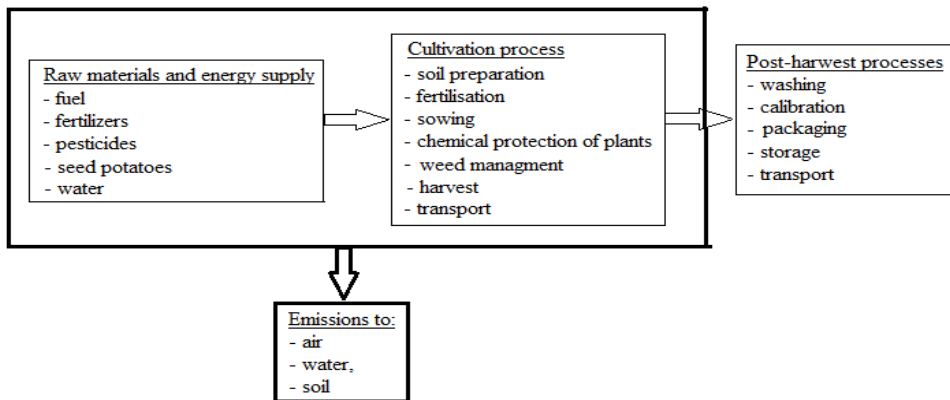 Raw materials and energy supply
- fuel
- fertilizers
- pesticides
- seed potatoes
- water
Cultivation process
- soil preparation
- fertilisation
- sowing
- chemical protection of plants
- weed managment
- harvest
- transport
Post-harwest processes
- washing
- calibration
- packaging
- storage
- transport
Emissions to:
- air
- water,
- soil